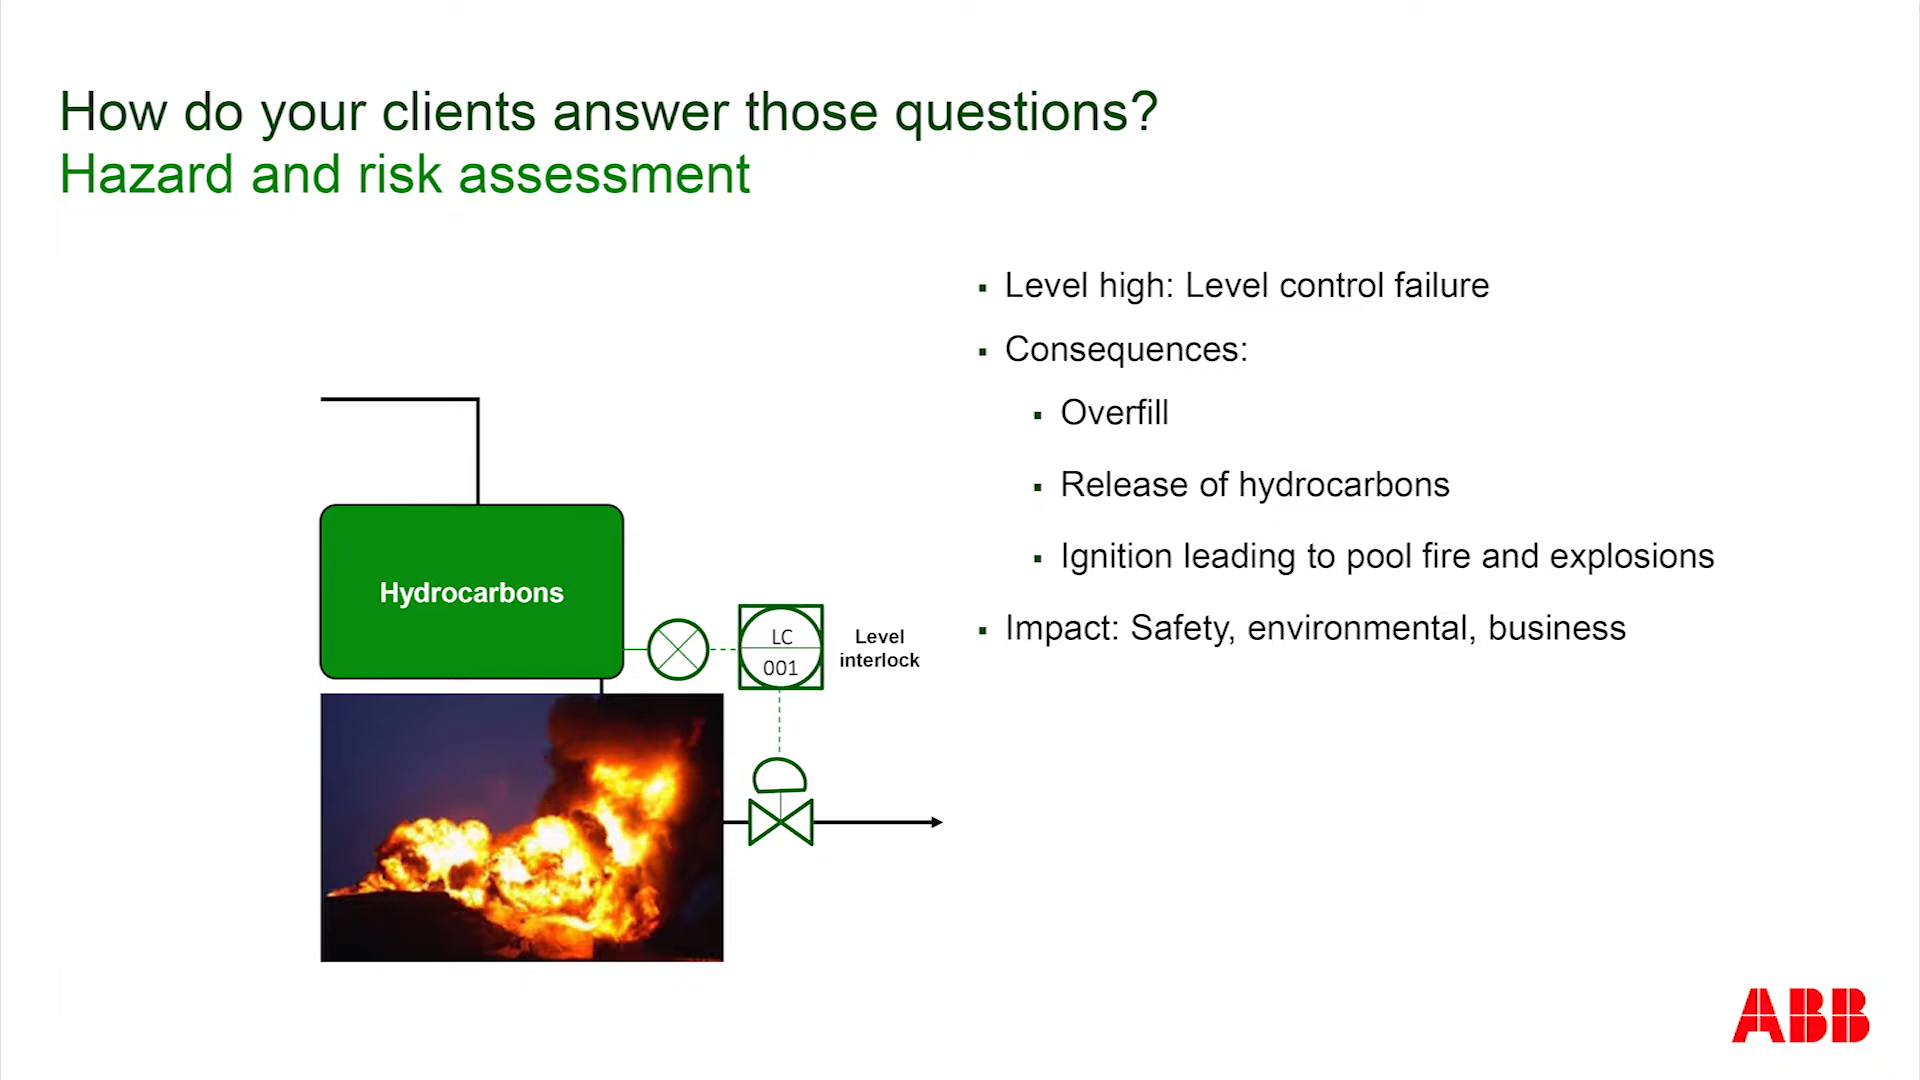 How do your clients answer those questions?
Hazard and risk assessment
Level high: Level control failure
Consequences:
Overfill
Release of hydrocarbons
Ignition leading to pool fire and explosions
Impact: Safety, environmental, business
Hydrocarbons
LC
001
Level
interlock
ABB